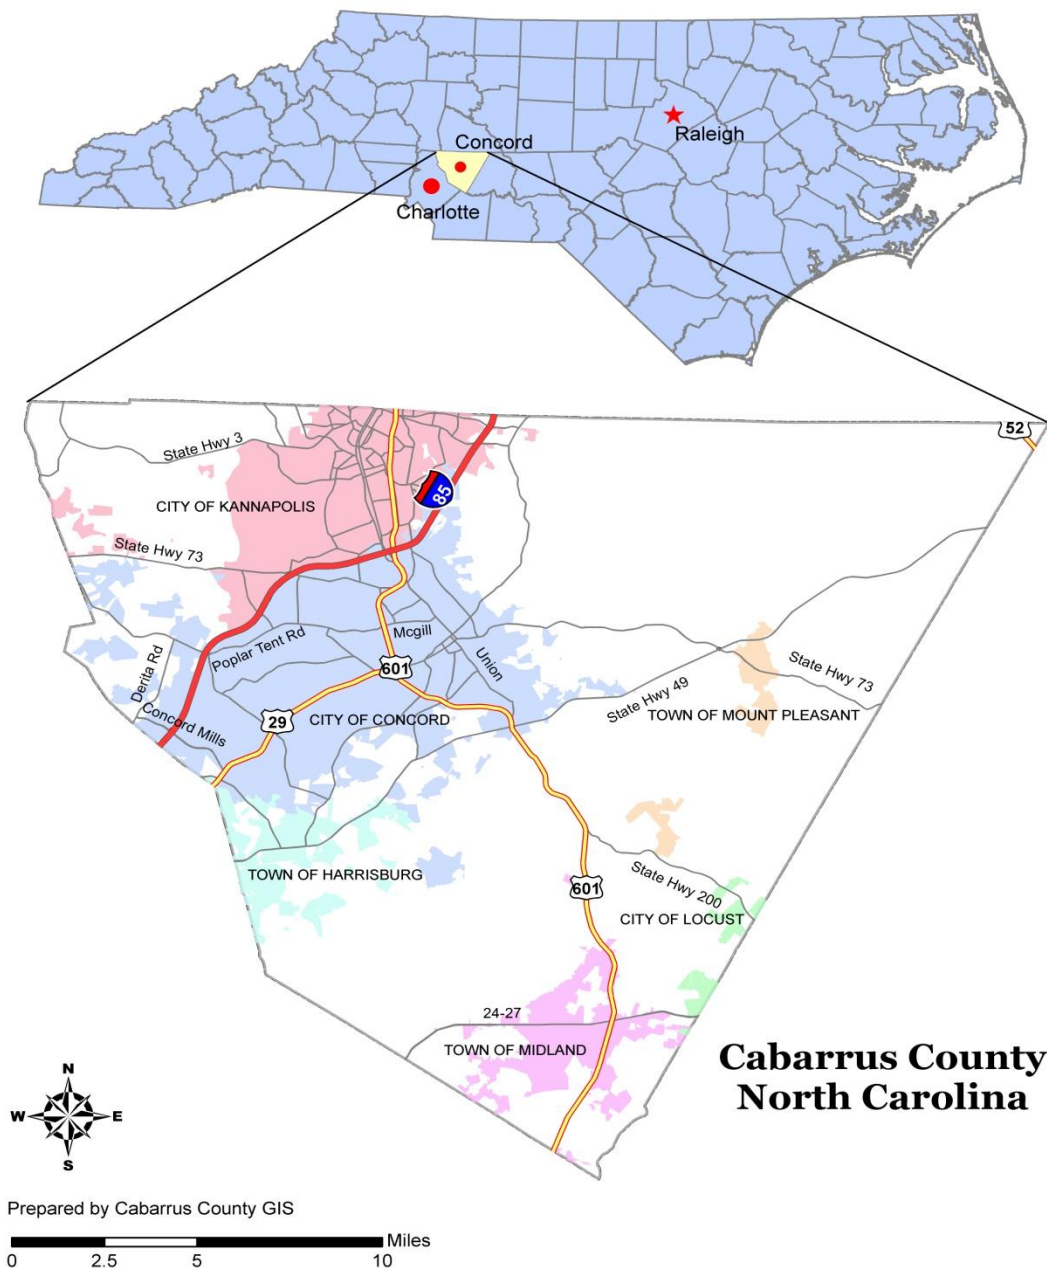 Raleigh
Concord
Charlotte
52
State Hwy 3
85
CITY OF KANNAPOLIS
State Hwy 73
Mcgill
Poplar Tent Rd
Union
Derita Rd
601
State Hwy 73
State Hwy 49
Concord Mills
29
CITY OF CONCORD
TOWN OF MOUNT PLEASANT
TOWN OF HARRISBURG
State Hwy 200
601
CITY OF LOCUST
24-27
TOWN OF MIDLAND
Cabarrus County
North Carolina
N
W
E
S
Prepared by Cabarrus County GIS
Miles
0 2.5 5 10